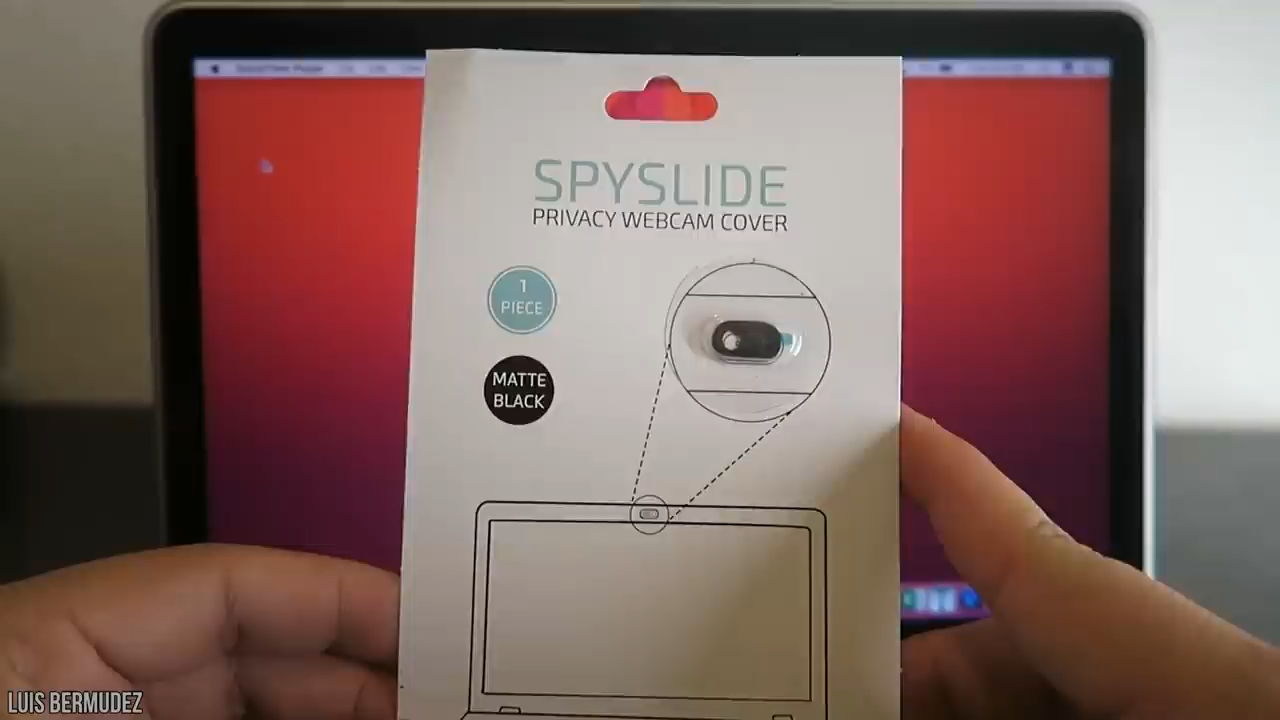 SPYSLIDE
PRIVACY WEBCAM COVER
1
PIECE
MATTE
BLACK
LUIS BERMUDEZ